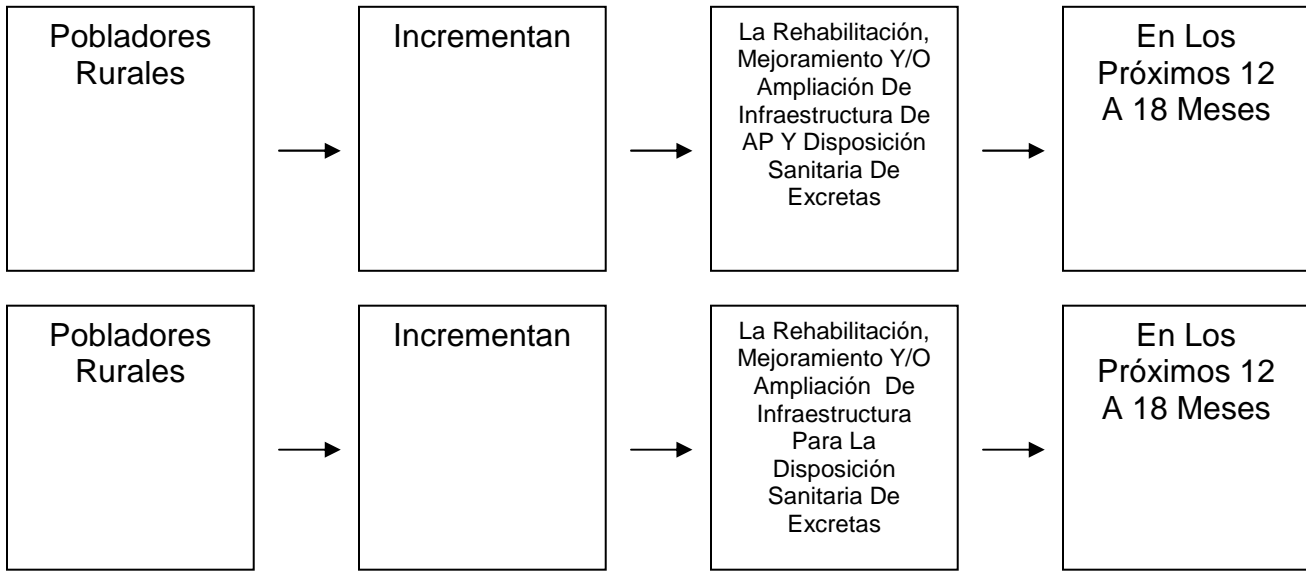 Pobladores
Rurales
Incrementan
La Rehabilitación,
Mejoramiento Y/O
Ampliación De
Infraestructura De
AP Y Disposición
Sanitaria De
Excretas
En Los
Próximos 12
A 18 Meses
Pobladores
Rurales
Incrementan
La Rehabilitación,
Mejoramiento Y/O
Ampliación De
Infraestructura
Para La
Disposición
Sanitaria De
Excretas
En Los
Próximos 12
A 18 Meses